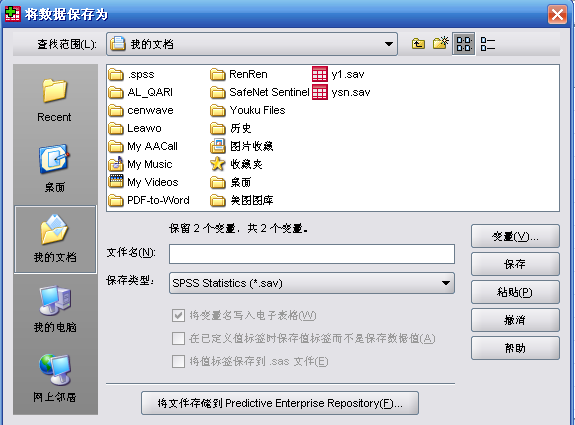 将数据保存为
查找范围(L): 我的文档
.spss RenRen y1.sav
AL_QARI SafeNet Sentinel ysn.sav
cenwave Youku Files
Leawo 历史
My AACall 图片收藏
My Music 收藏夹
My Videos 桌面
PDF-to-Word 美图图库
Recent
桌面
我的文档
我的电脑
网上邻居
保留 2 个变量，共 2 个变量。
文件名(N):
保存类型: SPSS Statistics (*.sav)
将变量名写入电子表格(W)
在已定义值标签时保存值标签而不是保存数据值(A)
将值标签保存到 .sas 文件(E)
变量(V)...
保存
粘贴(P)
撤消
帮助
将文件存储到 Predictive Enterprise Repository(F)...